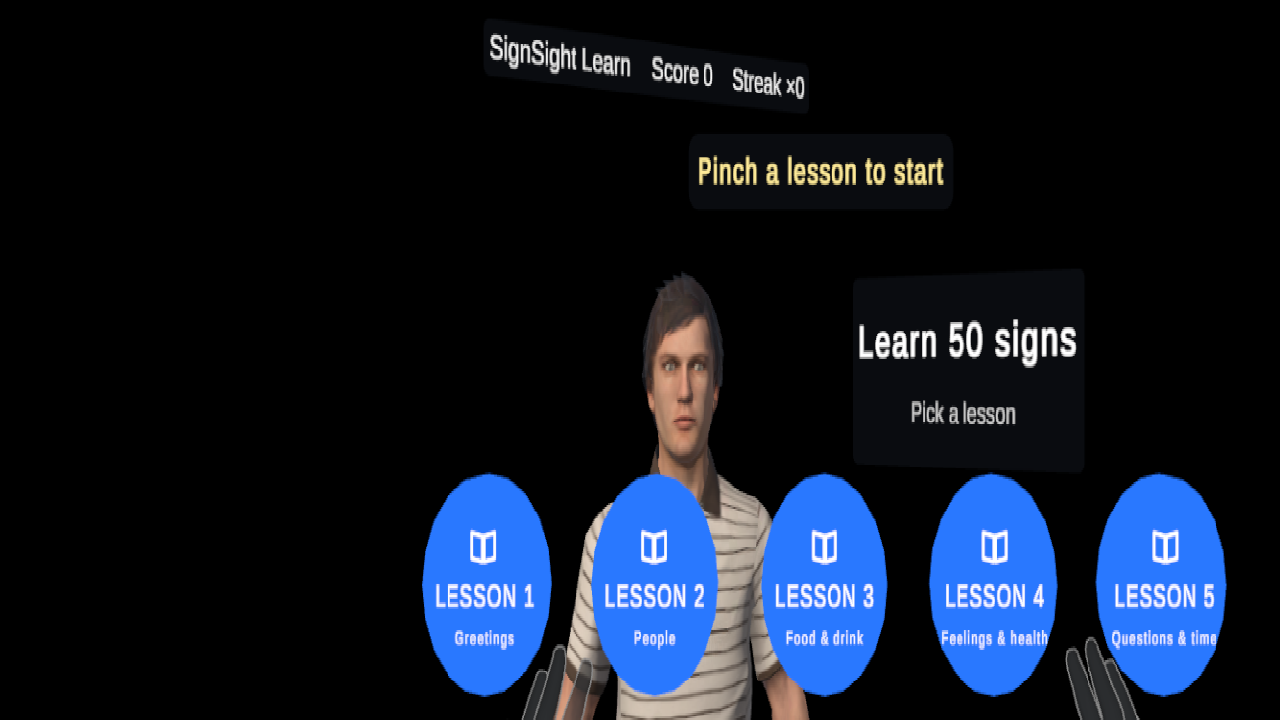 SignSight Learn Score 0 Streak ×0
Pinch a lesson to start
Learn 50 signs
Pick a lesson
LESSON 1
Greetings
LESSON 2
People
LESSON 3
Food & drink
LESSON 4
Feelings & health
LESSON 5
Questions & time